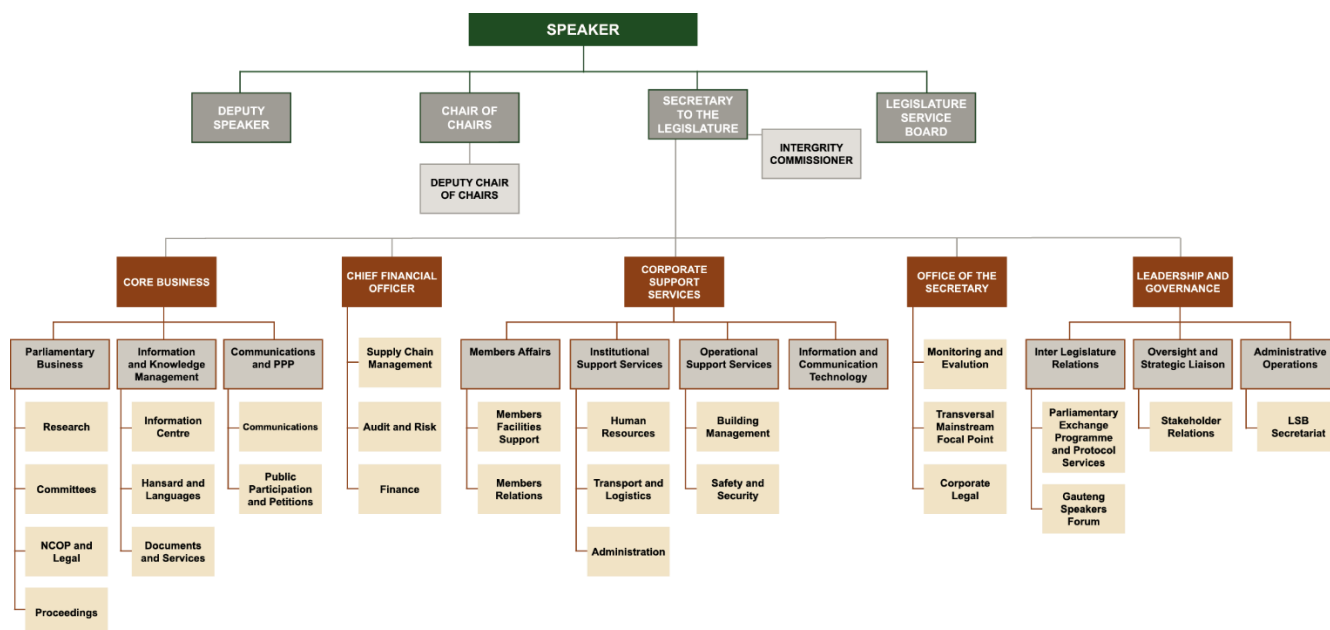 SPEAKER
DEPUTY
SPEAKER
CHAIR OF
CHAIRS
SECRETARY
TO THE
LEGISLATURE
LEGISLATURE
SERVICE
BOARD
INTERGRITY
COMMISSIONER
DEPUTY CHAIR
OF CHAIRS
CORE BUSINESS
CHIEF FINANCIAL
OFFICER
CORPORATE
SUPPORT
SERVICES
OFFICE OF THE
SECRETARY
LEADERSHIP AND
GOVERNANCE
Parliamentary
Business
Information
and Knowledge
Management
Communications
and PPP
Supply Chain
Management
Members Affairs
Institutional
Support Services
Operational
Support Services
Information and
Communication
Technology
Monitoring and
Evalution
Inter Legislature
Relations
Oversight and
Strategic Liaison
Administrative
Operations
Research
Information
Centre
Communications
Audit and Risk
Members
Facilities
Support
Human
Resources
Building
Management
Transversal
Mainstream
Focal Point
Parliamentary
Exchange
Programme
and Protocol
Services
Stakeholder
Relations
LSB
Secretariat
Committees
Hansard and
Languages
Public
Participation
and Petitions
Finance
Members
Relations
Transport and
Logistics
Safety and
Security
Corporate
Legal
Gauteng
Speakers
Forum
NCOP and
Legal
Documents
and Services
Administration
Proceedings